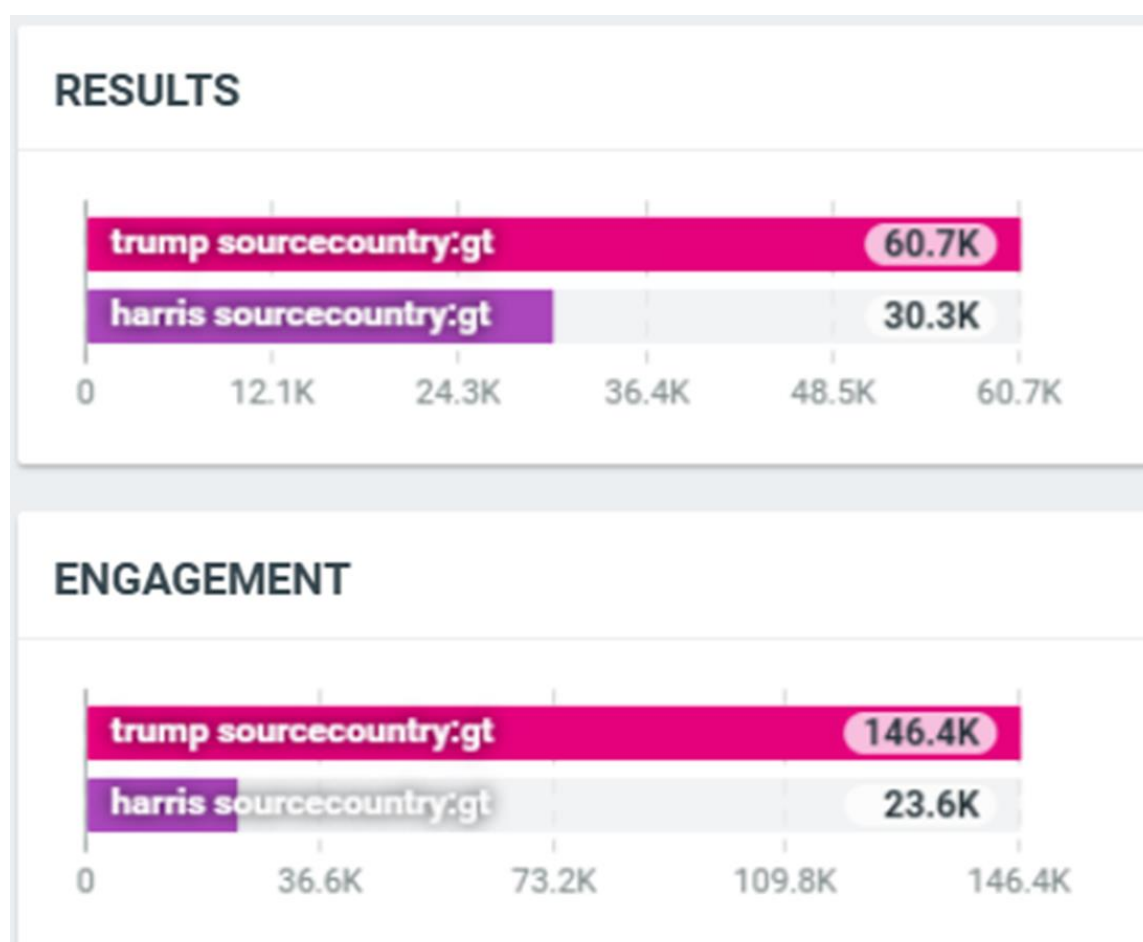 RESULTS
trump sourcecountry:gt 60.7K
harris sourcecountry:gt 30.3K
0 12.1K 24.3K 36.4K 48.5K 60.7K
ENGAGEMENT
trump sourcecountry:gt 146.4K
harris sourcecountry:gt 23.6K
0 36.6K 73.2K 109.8K 146.4K